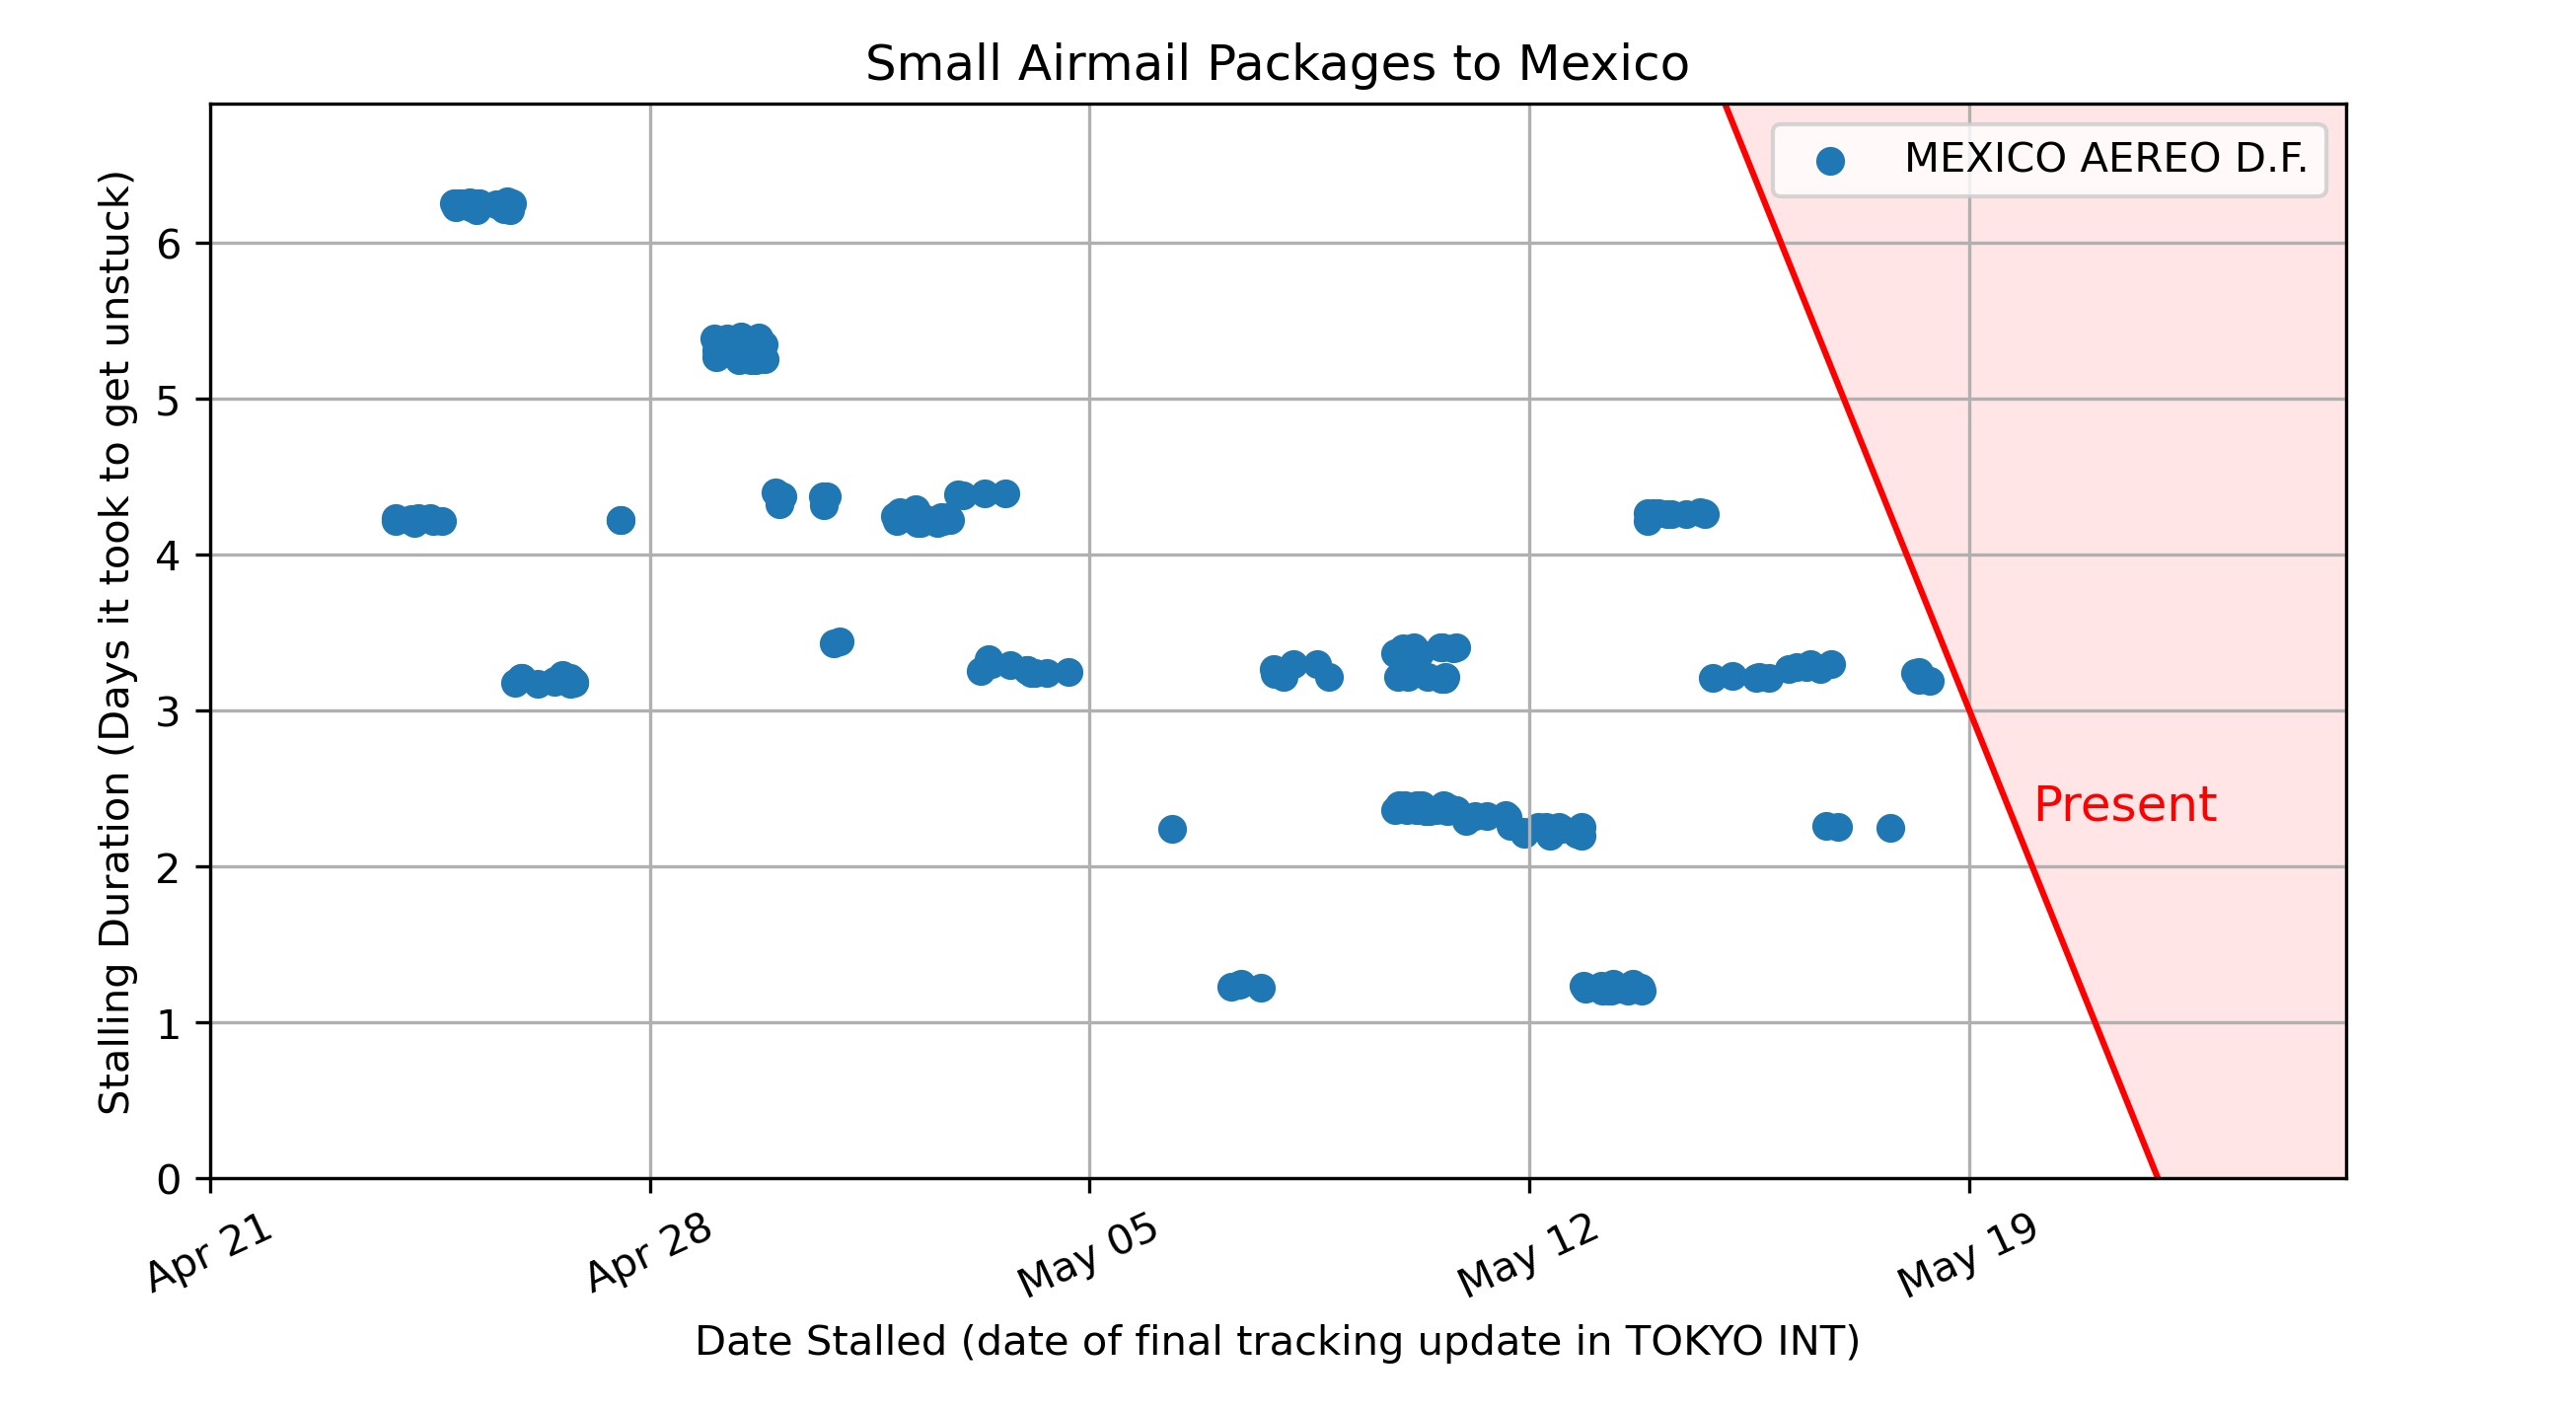 Small Airmail Packages to Mexico
MEXICO AEREO D.F.
Stalling Duration (Days it took to get unstuck)
6
5
4
3
2
1
0
Present
Apr 21
Apr 28
May 05
May 12
May 19
Date Stalled (date of final tracking update in TOKYO INT)